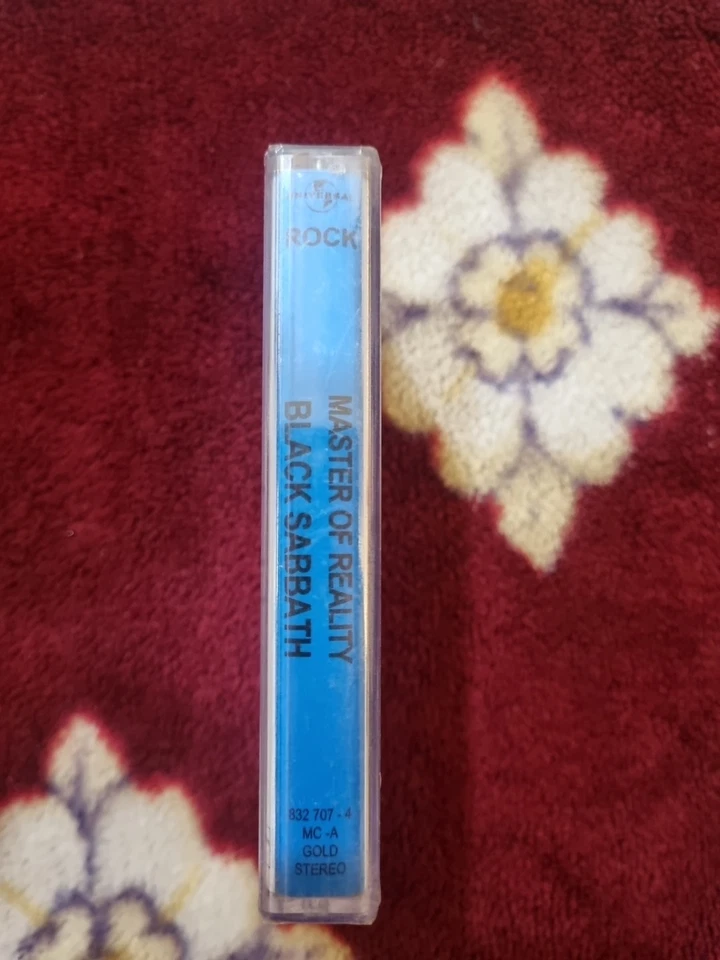 UNIVERSAL
ROCK
MASTER OF REALITY
BLACK SABBATH
832 707 - 4
MC -A
GOLD
STEREO